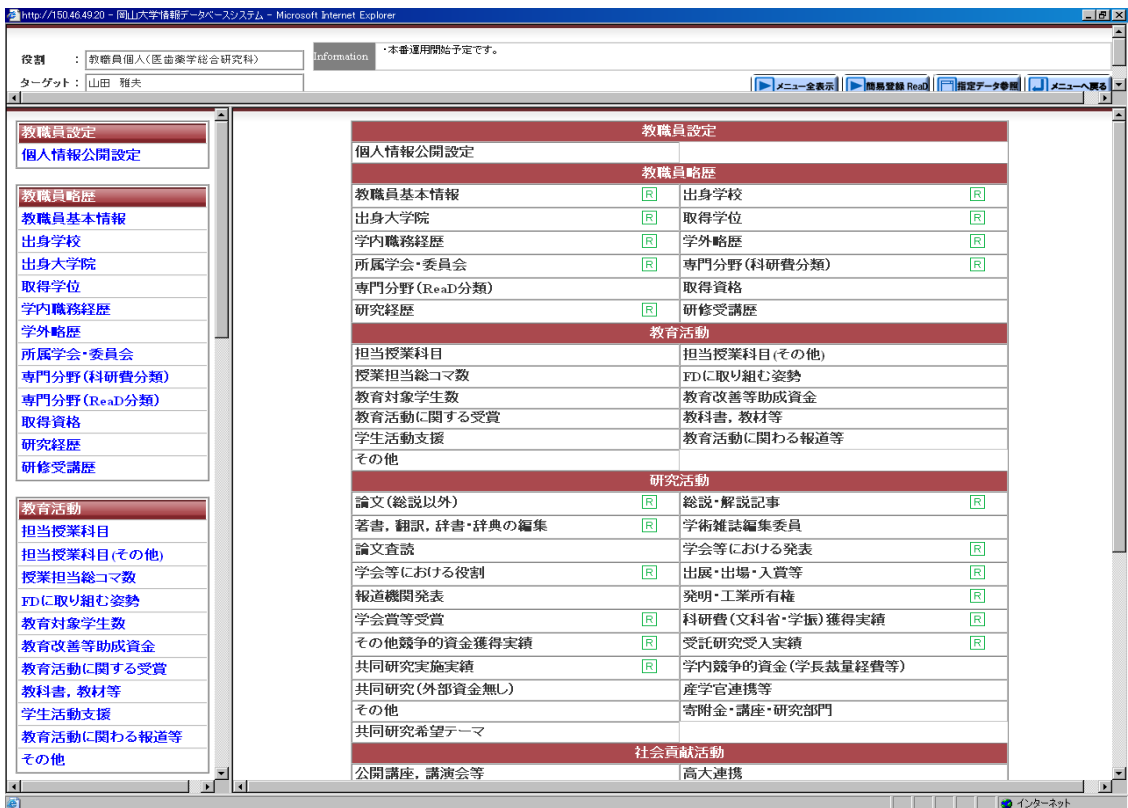 http://150.46.49.20 - 岡山大学情報データベースシステム - Microsoft Internet Explorer
役割 : 教職員個人(医歯薬学総合研究科) Information ・本番運用開始予定です。
ターゲット : 山田 雅夫 メニュー全表示 簡易登録 ReaD 指定データ参照 メニューへ戻る
教職員設定
個人情報公開設定
教職員略歴
教職員基本情報
出身学校
出身大学院
取得学位
学内職務経歴
学外略歴
所属学会・委員会
専門分野(科研費分類)
専門分野(ReaD分類)
取得資格
研究経歴
研修受講歴
教育活動
担当授業科目
担当授業科目(その他)
授業担当総コマ数
FDに取り組む姿勢
教育対象学生数
教育改善等助成資金
教育活動に関する受賞
教科書, 教材等
学生活動支援
教育活動に関わる報道等
その他
教職員設定
個人情報公開設定
教職員略歴
教職員基本情報 R 出身学校 R
出身大学院 R 取得学位 R
学内職務経歴 R 学外略歴 R
所属学会・委員会 R 専門分野(科研費分類) R
専門分野(ReaD分類) 取得資格
研究経歴 R 研修受講歴
教育活動
担当授業科目 担当授業科目(その他)
授業担当総コマ数 FDに取り組む姿勢
教育対象学生数 教育改善等助成資金
教育活動に関する受賞 教科書, 教材等
学生活動支援 教育活動に関わる報道等
その他
研究活動
論文(総説以外) R 総説・解説記事 R
著書, 翻訳, 辞書・辞典の編集 R 学術雑誌編集委員
論文査読 学会等における発表 R
学会等における役割 R 出展・出場・入賞等 R
報道機関発表 発明・工業所有権 R
学会賞等受賞 R 科研費(文科省・学振)獲得実績 R
その他競争的資金獲得実績 R 受託研究受入実績 R
共同研究実施実績 R 学内競争的資金(学長裁量経費等)
共同研究(外部資金無し) 産学官連携等
その他 寄附金・講座・研究部門
共同研究希望テーマ
社会貢献活動
公開講座, 講演会等 高大連携
インターネット